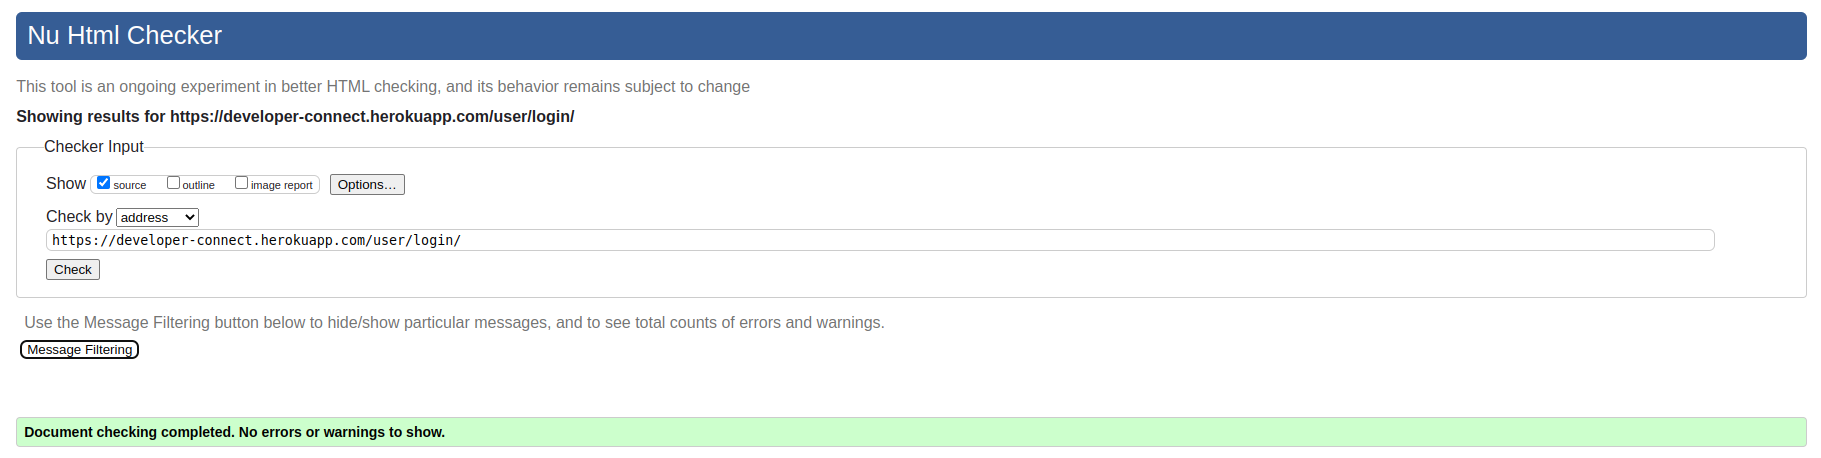 Nu Html Checker
This tool is an ongoing experiment in better HTML checking, and its behavior remains subject to change
Showing results for https://developer-connect.herokuapp.com/user/login/
Checker Input
Show source outline image report Options…
Check by address
https://developer-connect.herokuapp.com/user/login/
Check
Use the Message Filtering button below to hide/show particular messages, and to see total counts of errors and warnings.
Message Filtering
Document checking completed. No errors or warnings to show.